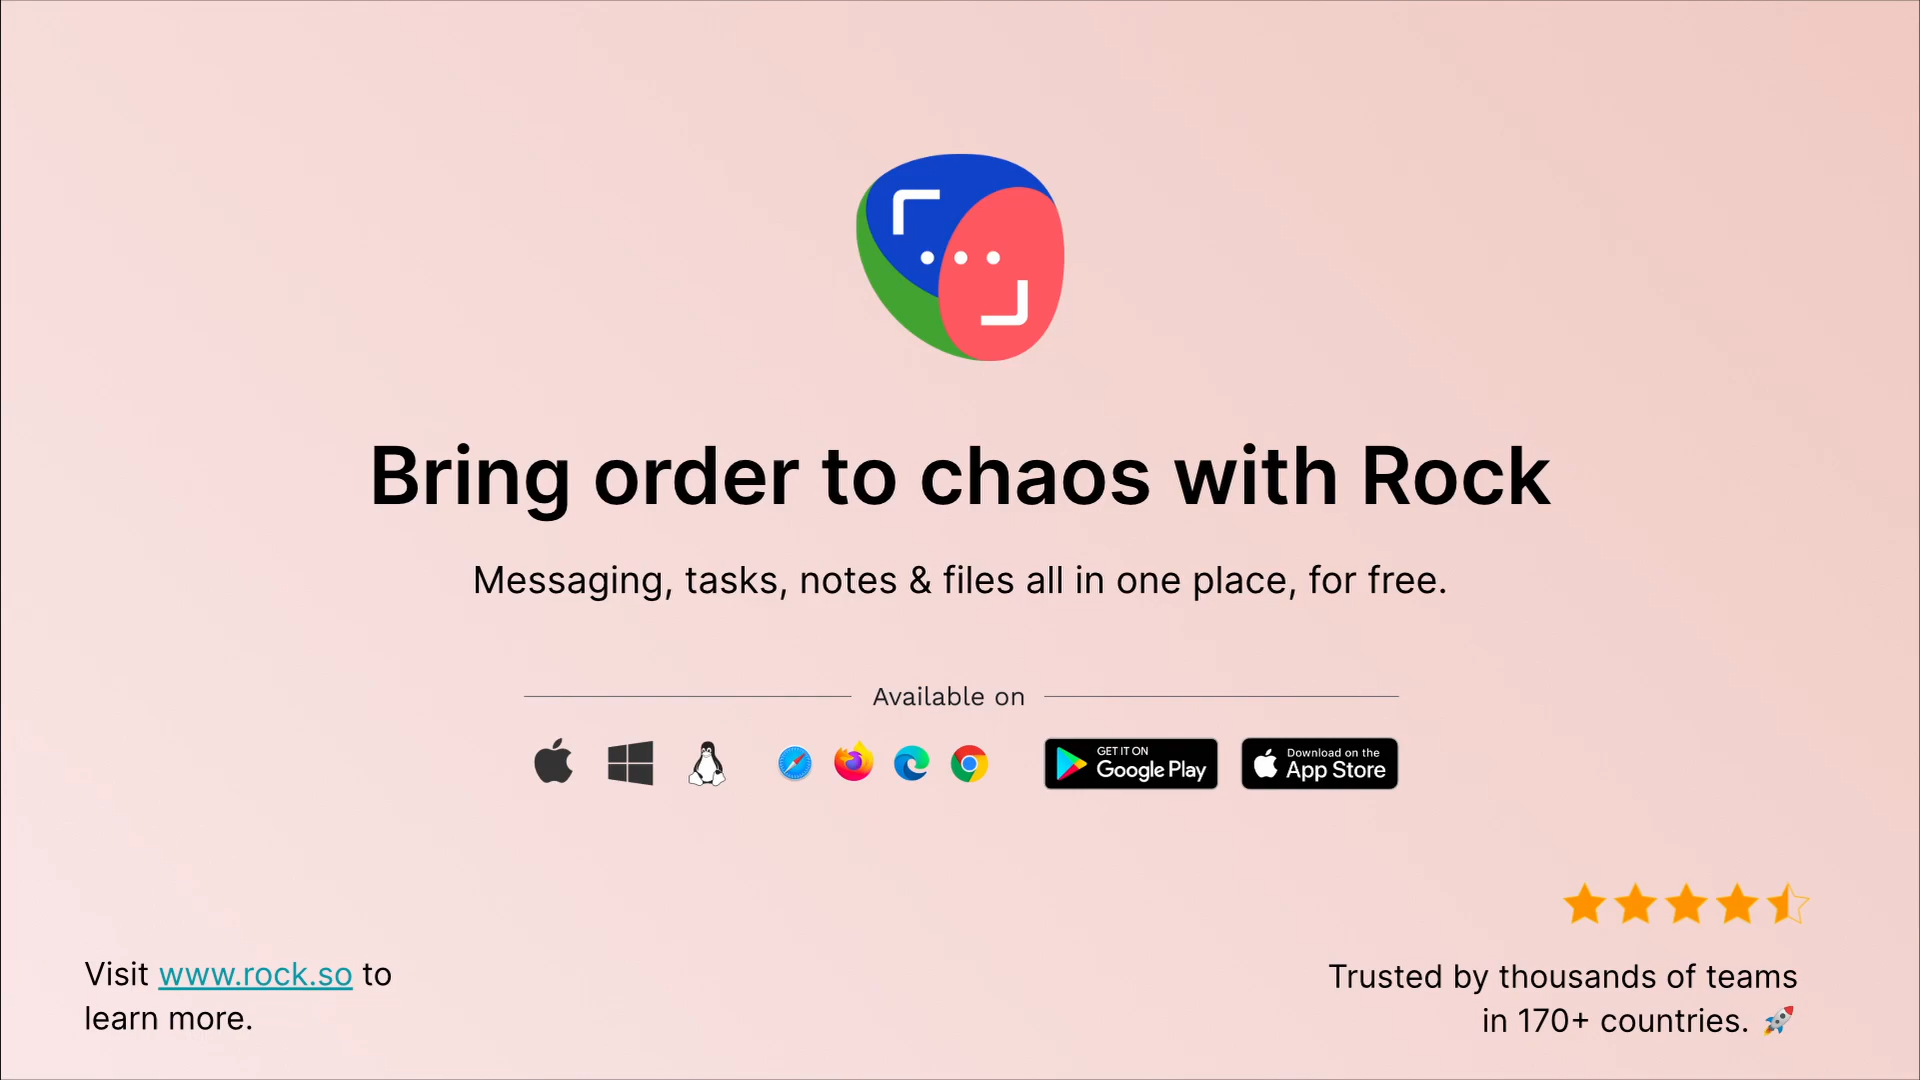 Bring order to chaos with Rock
Messaging, tasks, notes & files all in one place, for free.
Available on
GET IT ON
Google Play
Download on the
App Store
Visit www.rock.so to
learn more.
Trusted by thousands of teams
in 170+ countries. 🚀